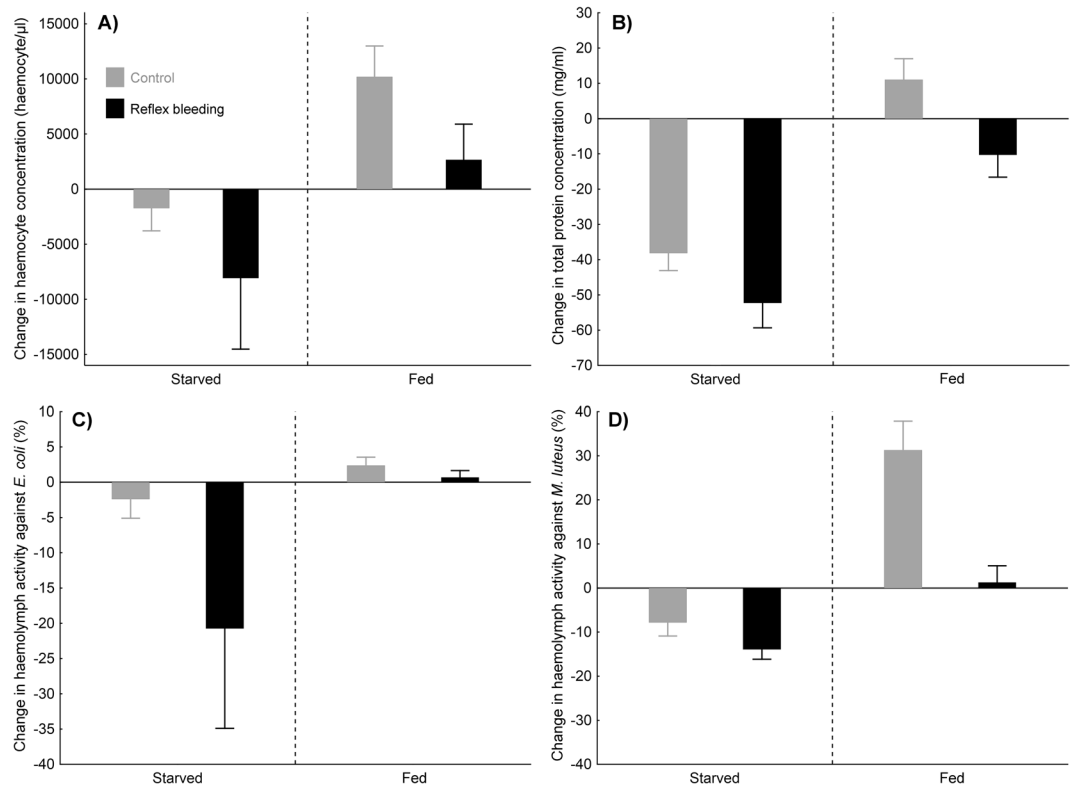 A)
Change in haemocyte concentration (haemocyte/µl)
15000
10000
5000
0
-5000
-10000
-15000
Control
Reflex bleeding
Starved
Fed
B)
Change in total protein concentration (mg/ml)
30
20
10
0
-10
-20
-30
-40
-50
-60
-70
Starved
Fed
C)
Change in haemolymph activity against E. coli (%)
10
5
0
-5
-10
-15
-20
-25
-30
-35
-40
Starved
Fed
D)
Change in haemolymph activity against M. luteus (%)
40
30
20
10
0
-10
-20
-30
-40
Starved
Fed